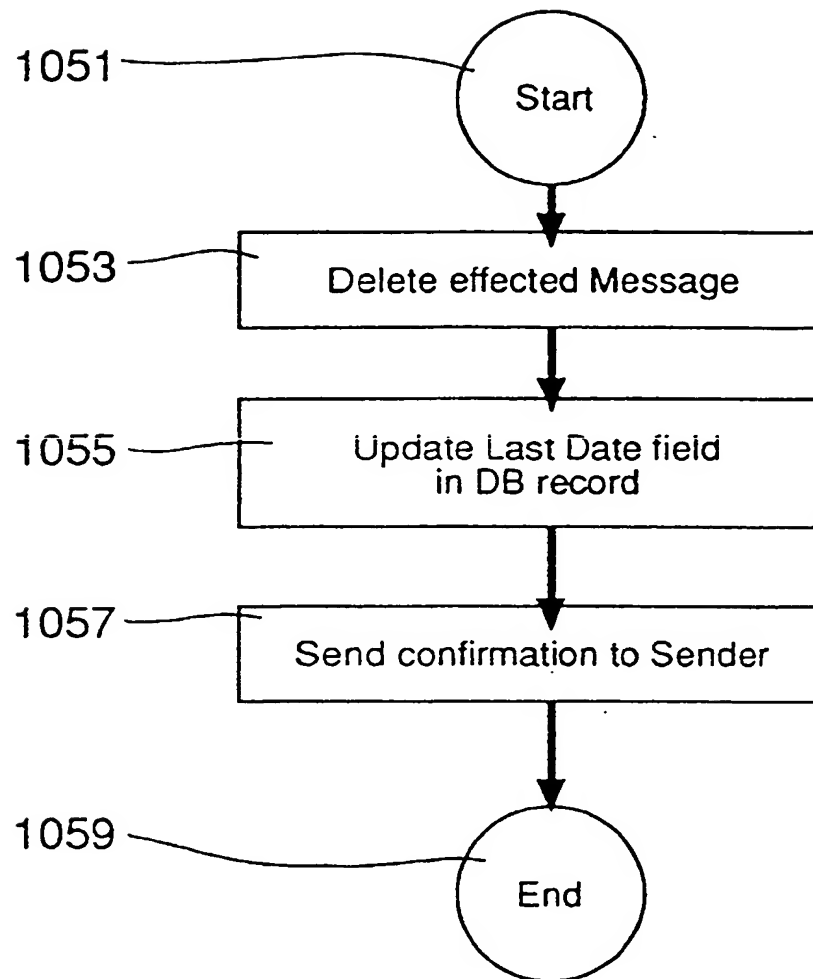 1051
Start
1053
Delete effected Message
1055
Update Last Date field
in DB record
1057
Send confirmation to Sender
1059
End